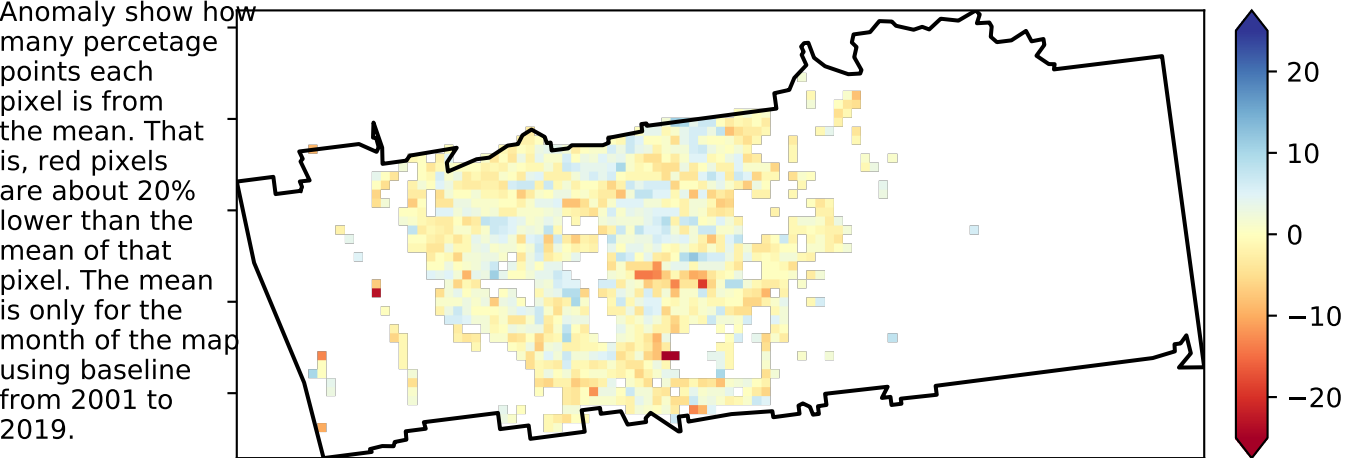 Anomaly show how
many percetage
points each
pixel is from
the mean. That
is, red pixels
are about 20%
lower than the
mean of that
pixel. The mean
is only for the
month of the map
using baseline
from 2001 to
2019.
20
10
0
−10
−20